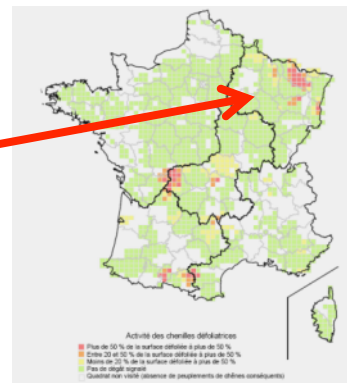 Activité des chenilles défoliatrices
Plus de 50 % de la surface défoliée à plus de 50 %
Entre 20 et 50 % de la surface défoliée à plus de 50 %
Moins de 20 % de la surface défoliée à plus de 50 %
Pas de dégât signalé
Quadrat non visité (absence de peuplements de chênes conséquents)